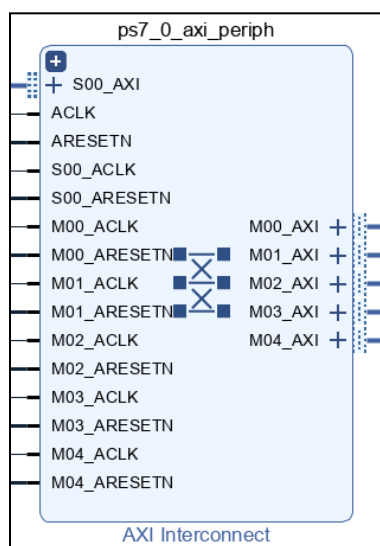 ps7_0_axi_periph
S00_AXI
ACLK
ARESETN
S00_ACLK
S00_ARESETN
M00_ACLK
M00_ARESETN
M01_ACLK
M01_ARESETN
M02_ACLK
M02_ARESETN
M03_ACLK
M03_ARESETN
M04_ACLK
M04_ARESETN
M00_AXI
M01_AXI
M02_AXI
M03_AXI
M04_AXI
AXI Interconnect